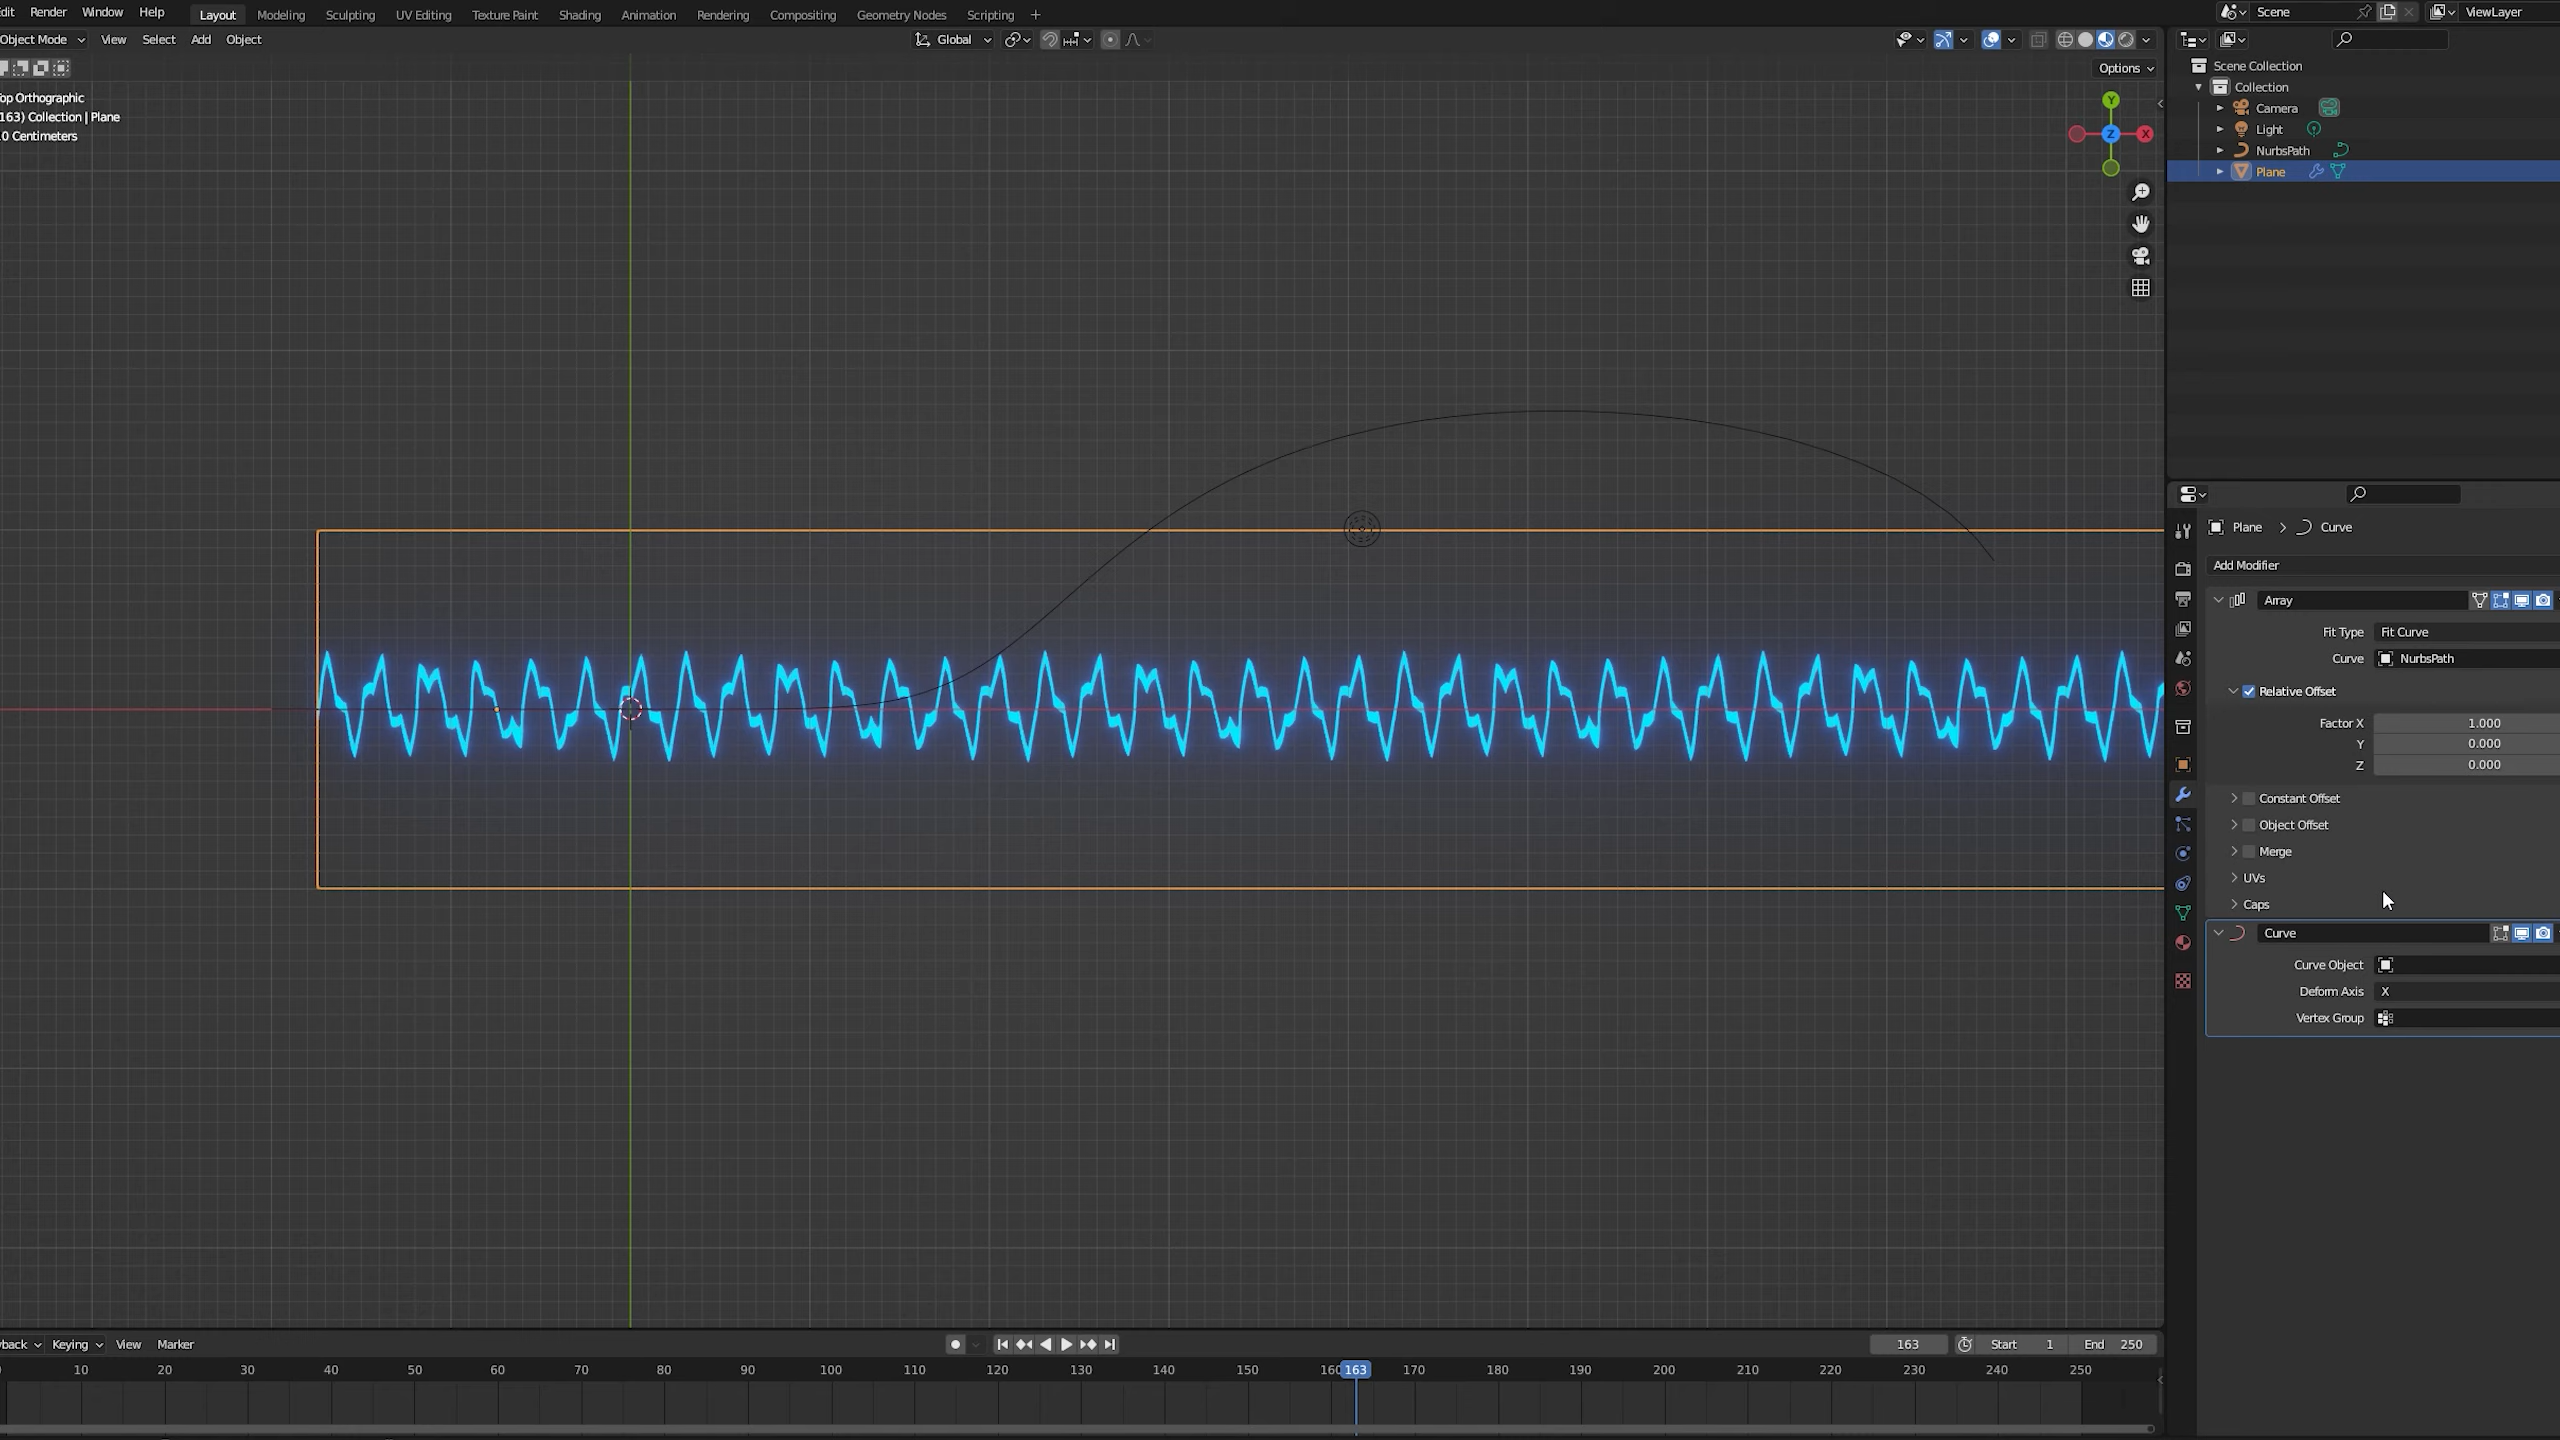 dit Render Window Help Layout Modeling Sculpting UV Editing Texture Paint Shading Animation Rendering Compositing Geometry Nodes Scripting + Scene ViewLayer
Object Mode View Select Add Object Global
Options
op Orthographic
163) Collection | Plane
0 Centimeters
Y
Z X
Scene Collection
Collection
Camera
Light
NurbsPath
Plane
Plane > Curve
Add Modifier
Array
Fit Type Fit Curve
Curve NurbsPath
Relative Offset
Factor X 1.000
Y 0.000
Z 0.000
Constant Offset
Object Offset
Merge
UVs
Caps
Curve
Curve Object
Deform Axis X
Vertex Group
yback Keying View Marker 163 Start 1 End 250
10 20 30 40 50 60 70 80 90 100 110 120 130 140 150 160 163 170 180 190 200 210 220 230 240 250